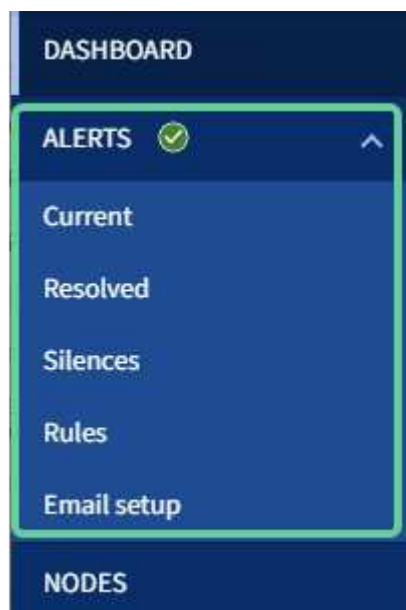 DASHBOARD
ALERTS
Current
Resolved
Silences
Rules
Email setup
NODES